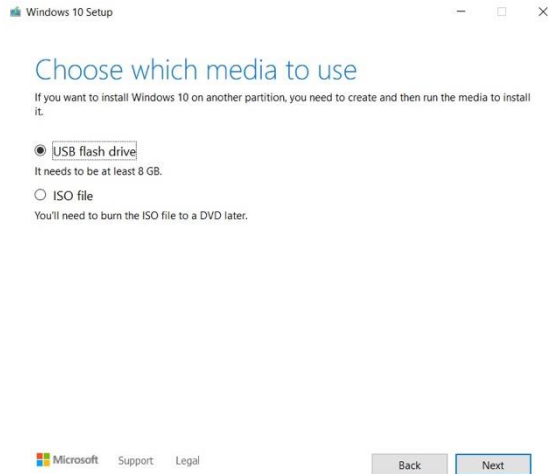 Windows 10 Setup
Choose which media to use
If you want to install Windows 10 on another partition, you need to create and then run the media to install
it.
USB flash drive
It needs to be at least 8 GB.
ISO file
You'll need to burn the ISO file to a DVD later.
Microsoft Support Legal
Back Next